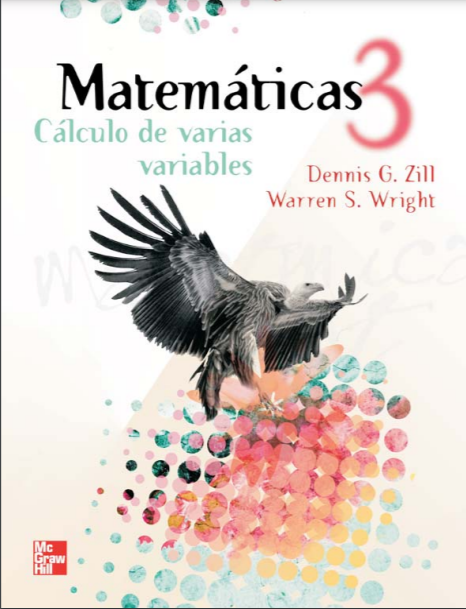 Matemáticas 3
Cálculo de varias
variables
Dennis G. Zill
Warren S. Wright
Mc
Graw
Hill